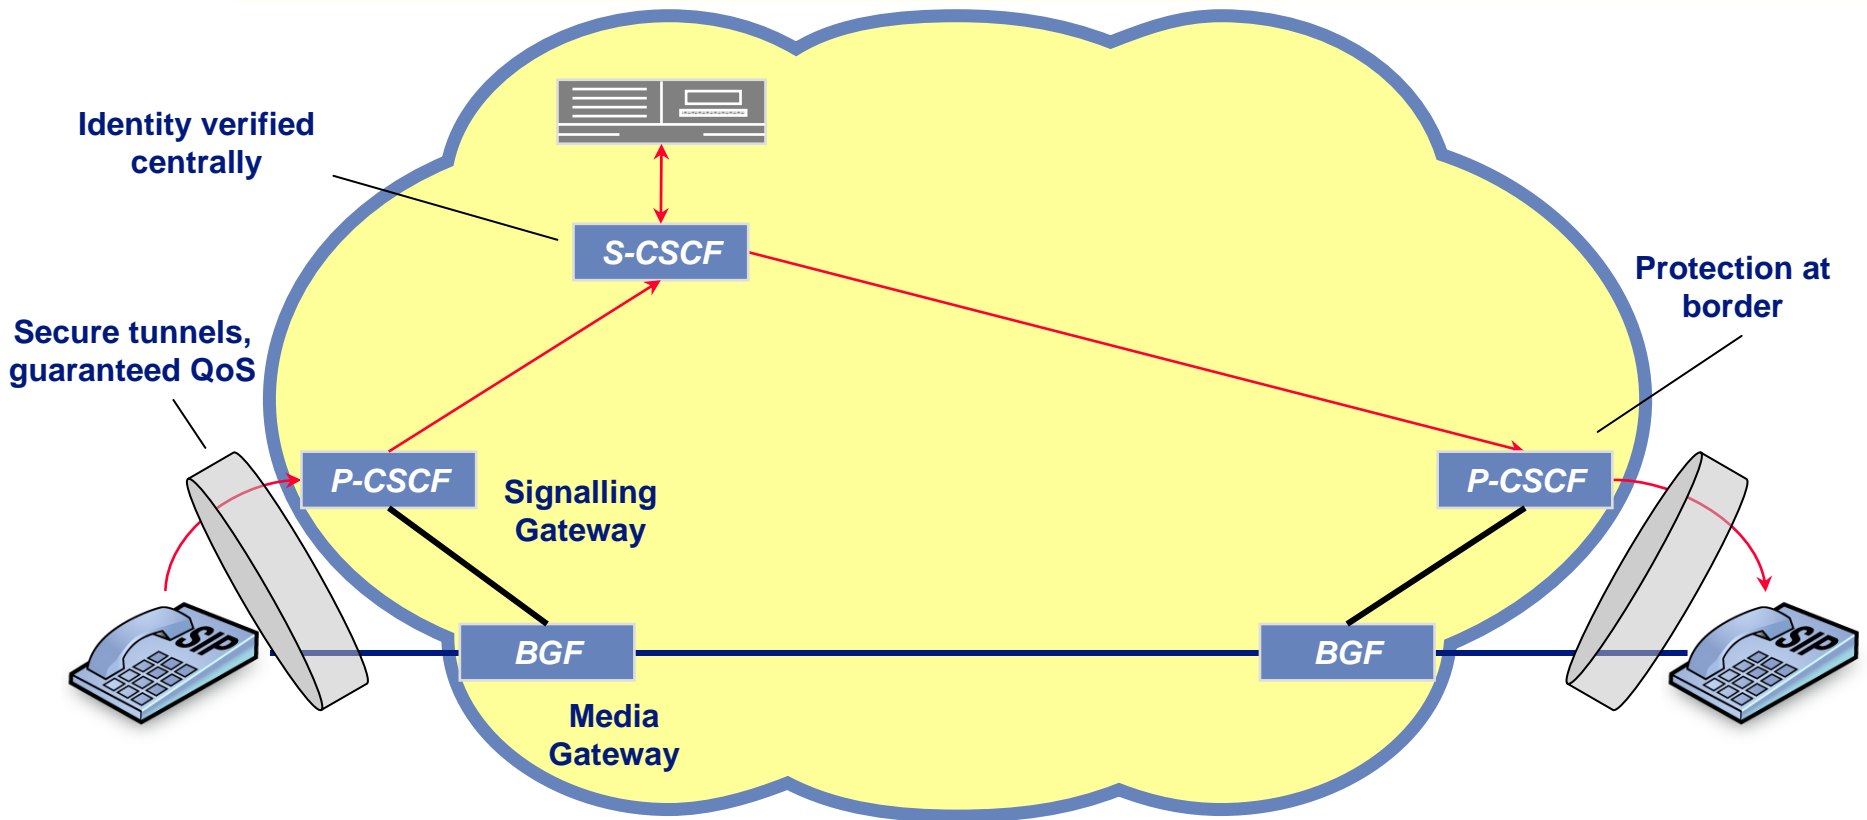 Identity verified
centrally
S-CSCF
Protection at
border
Secure tunnels,
guaranteed QoS
P-CSCF
Signalling
Gateway
P-CSCF
SIP
BGF
BGF
SIP
Media
Gateway